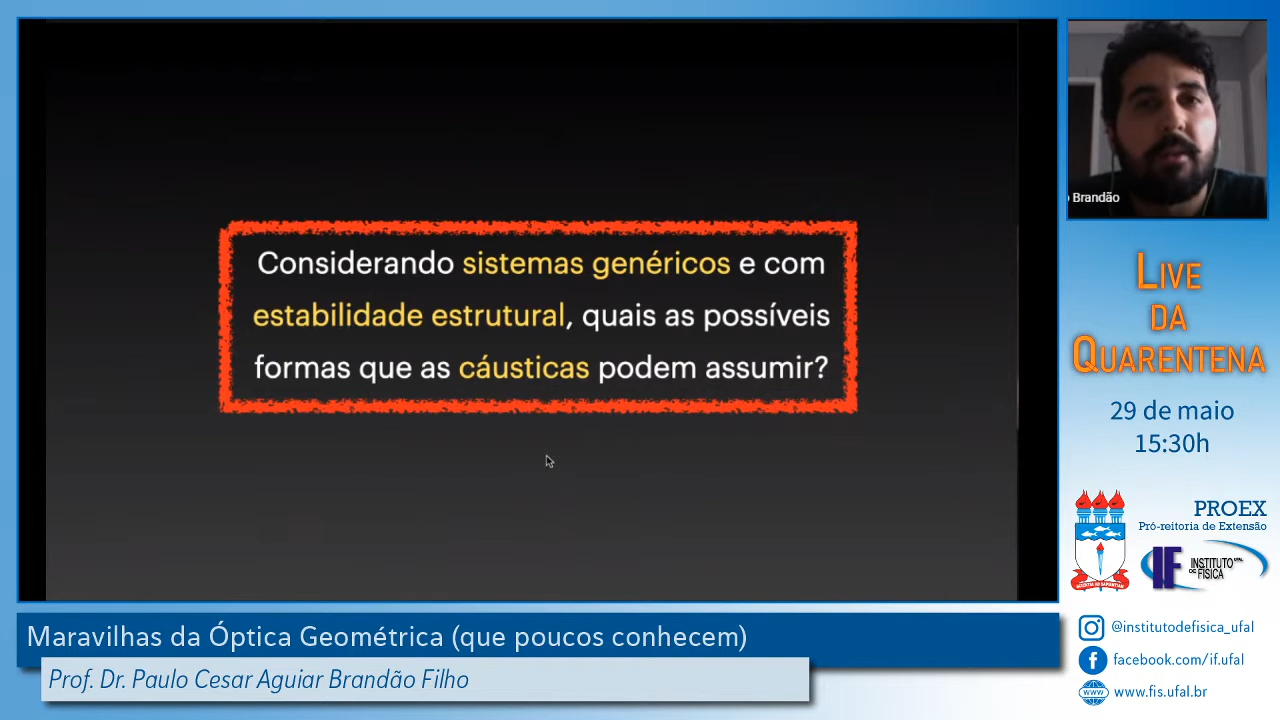 Considerando sistemas genéricos e com
estabilidade estrutural, quais as possíveis
formas que as cáusticas podem assumir?
Brandão
LIVE
DA
QUARENTENA
29 de maio
15:30h
PROEX
Pró-reitoria de Extensão
IF INSTITUTO UFAL
DE FÍSICA
@institutodefisica_ufal
facebook.com/if.ufal
www.fis.ufal.br
Maravilhas da Óptica Geométrica (que poucos conhecem)
Prof. Dr. Paulo Cesar Aguiar Brandão Filho